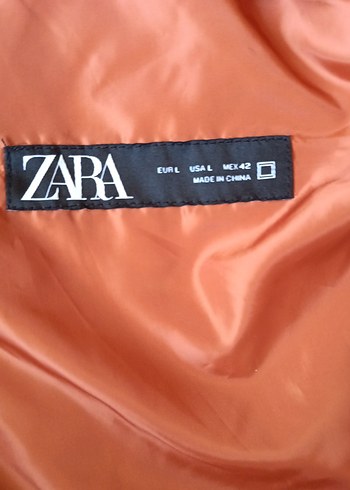 ZARA
EUR L USA L MEX 42
MADE IN CHINA